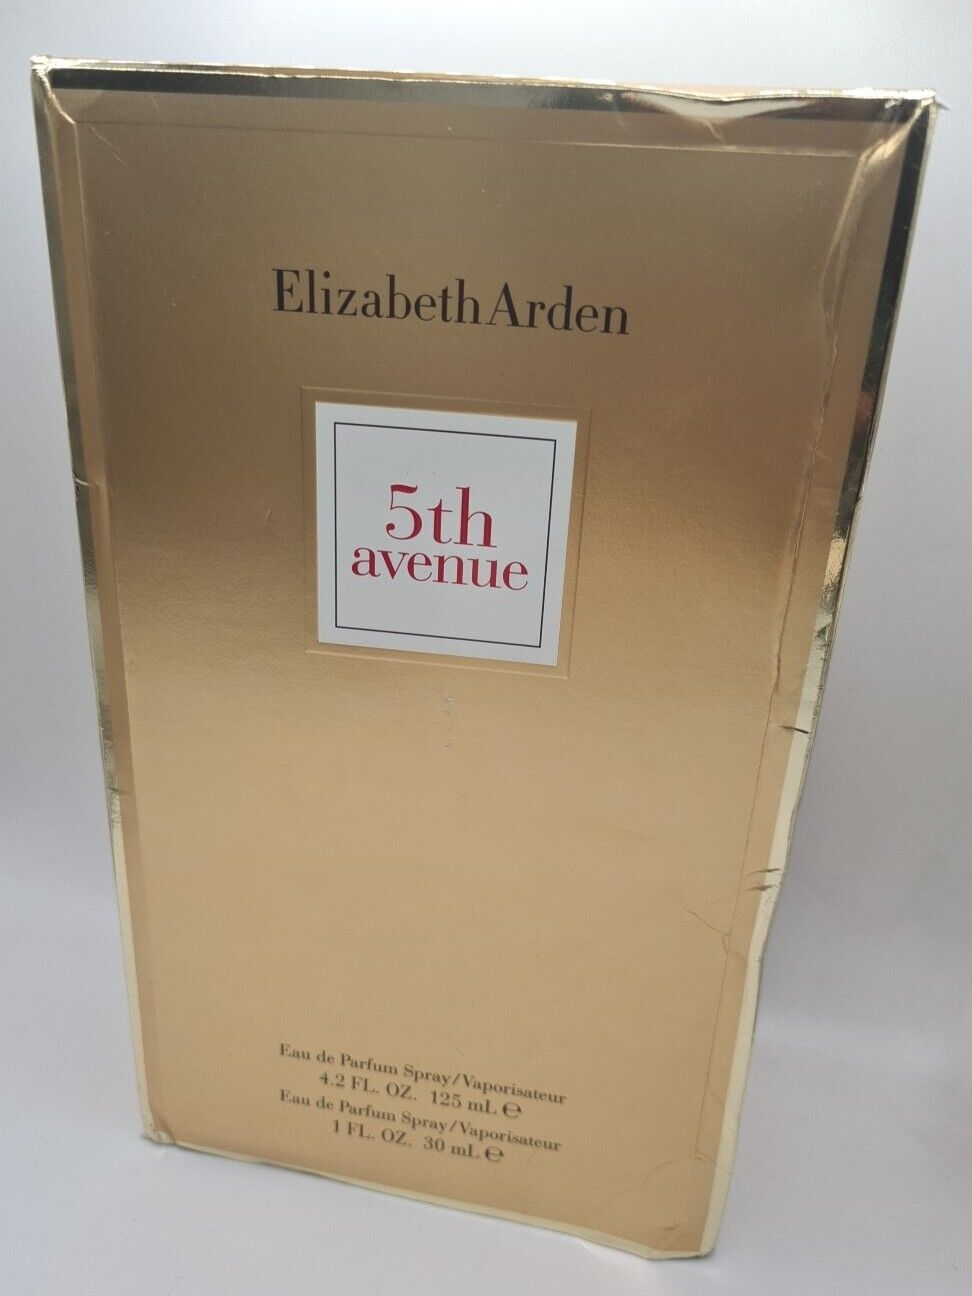 Elizabeth Arden
5th
avenue
Eau de Parfum Spray/Vaporisateur
4.2 FL. OZ. 125 mL ℮
Eau de Parfum Spray/Vaporisateur
1 FL. OZ. 30 mL ℮